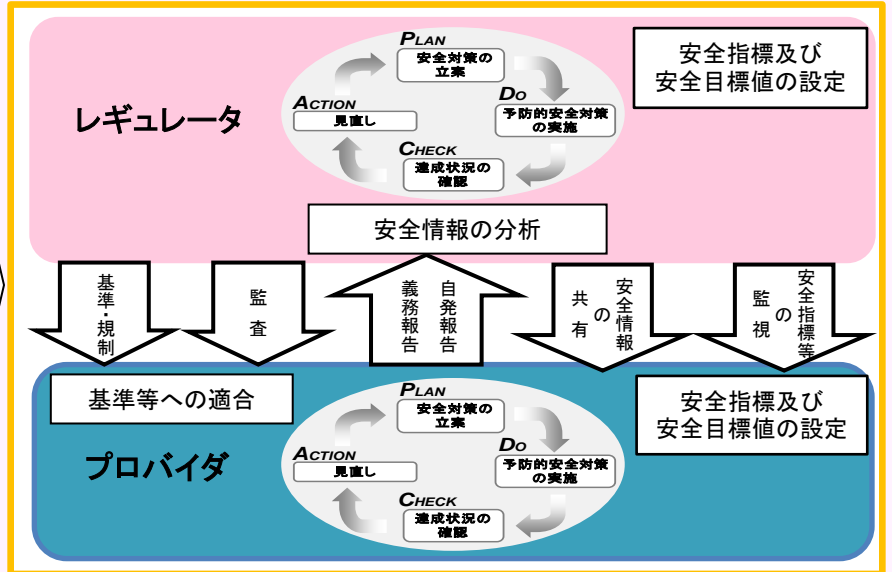 PLAN
安全対策の
立案
安全指標及び
安全目標値の設定
レギュレータ
ACTION
見直し
DO
予防的安全対策
の実施
CHECK
達成状況の
確認
安全情報の分析
基準・規制
監査
義務報告
自発報告
安全情報
の
共有
安全指標等
の
監視
基準等への適合
PLAN
安全対策の
立案
安全指標及び
安全目標値の設定
プロバイダ
ACTION
見直し
DO
予防的安全対策
の実施
CHECK
達成状況の
確認